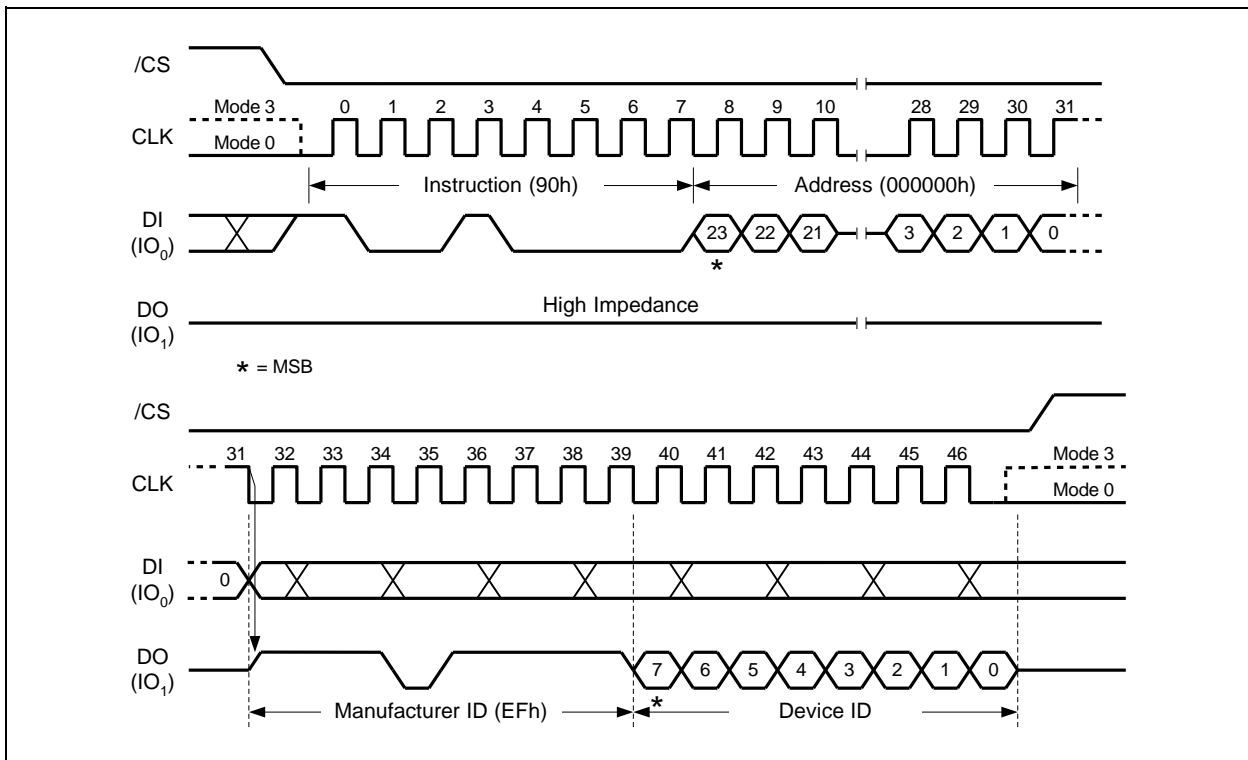 /CS
Mode 3 0 1 2 3 4 5 6 7 8 9 10 28 29 30 31
CLK
Mode 0
Instruction (90h) Address (000000h)
DI
(IO0) 23 22 21 3 2 1 0
*
High Impedance
DO
(IO1)
* = MSB
/CS
31 32 33 34 35 36 37 38 39 40 41 42 43 44 45 46 Mode 3
CLK
Mode 0
DI
(IO0) 0
DO
(IO1) 7 6 5 4 3 2 1 0
*
Manufacturer ID (EFh) Device ID